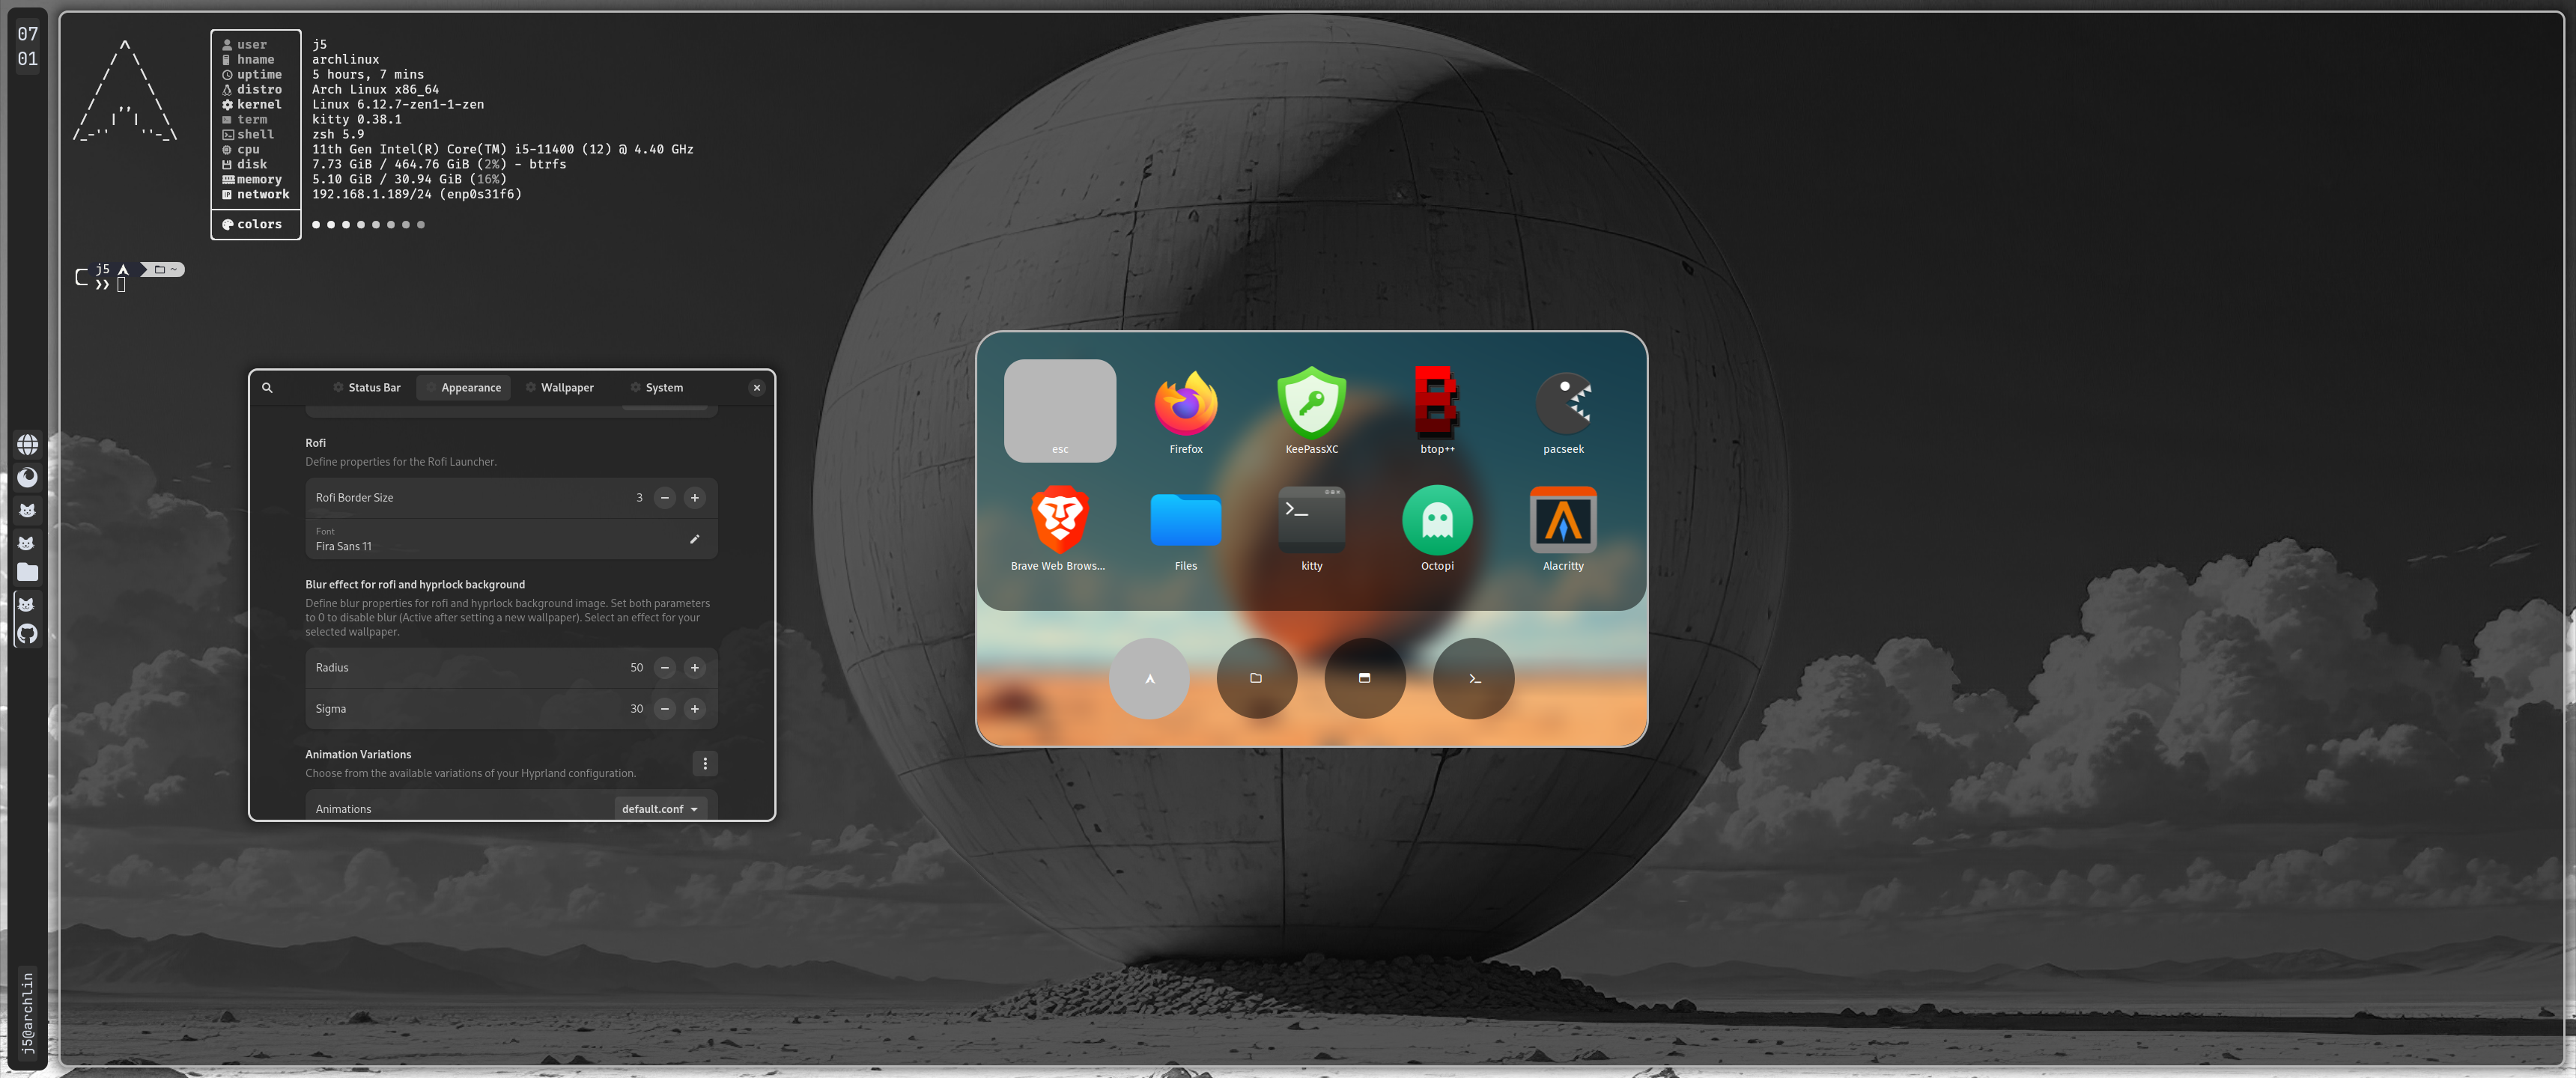 07
01
user j5
hname archlinux
uptime 5 hours, 7 mins
distro Arch Linux x86_64
kernel Linux 6.12.7-zen1-1-zen
term kitty 0.38.1
shell zsh 5.9
cpu 11th Gen Intel(R) Core(TM) i5-11400 (12) @ 4.40 GHz
disk 7.73 GiB / 464.76 GiB (2%) - btrfs
memory 5.10 GiB / 30.94 GiB (16%)
network 192.168.1.189/24 (enp0s31f6)
colors
j5 ~
❯❯
Status Bar Appearance Wallpaper System
Rofi
Define properties for the Rofi Launcher.
Rofi Border Size 3
Font
Fira Sans 11
Blur effect for rofi and hyprlock background
Define blur properties for rofi and hyprlock background image. Set both parameters
to 0 to disable blur (Active after setting a new wallpaper). Select an effect for your
selected wallpaper.
Radius 50
Sigma 30
Animation Variations
Choose from the available variations of your Hyprland configuration.
Animations default.conf
esc Firefox KeePassXC btop++ pacseek
Brave Web Brows... Files kitty Octopi Alacritty
j5@archlin